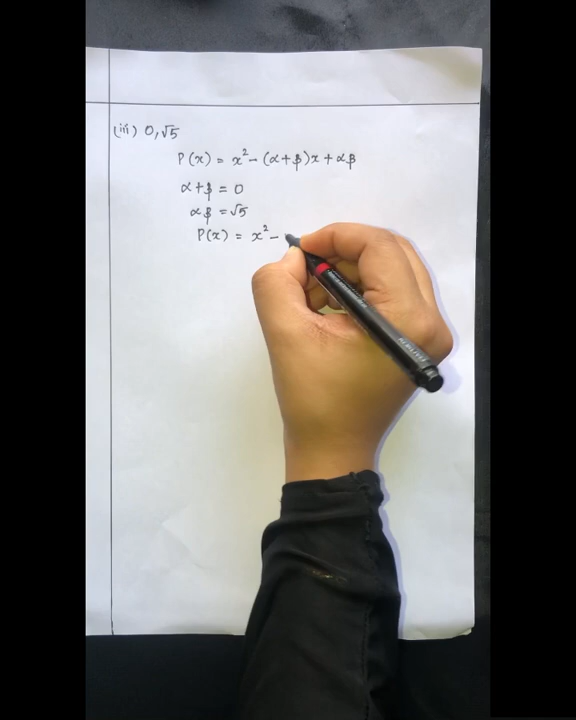 (iii) 0, √5
P(x) = x² - (α+β)x + αβ
α+β = 0
αβ = √5
P(x) = x² -